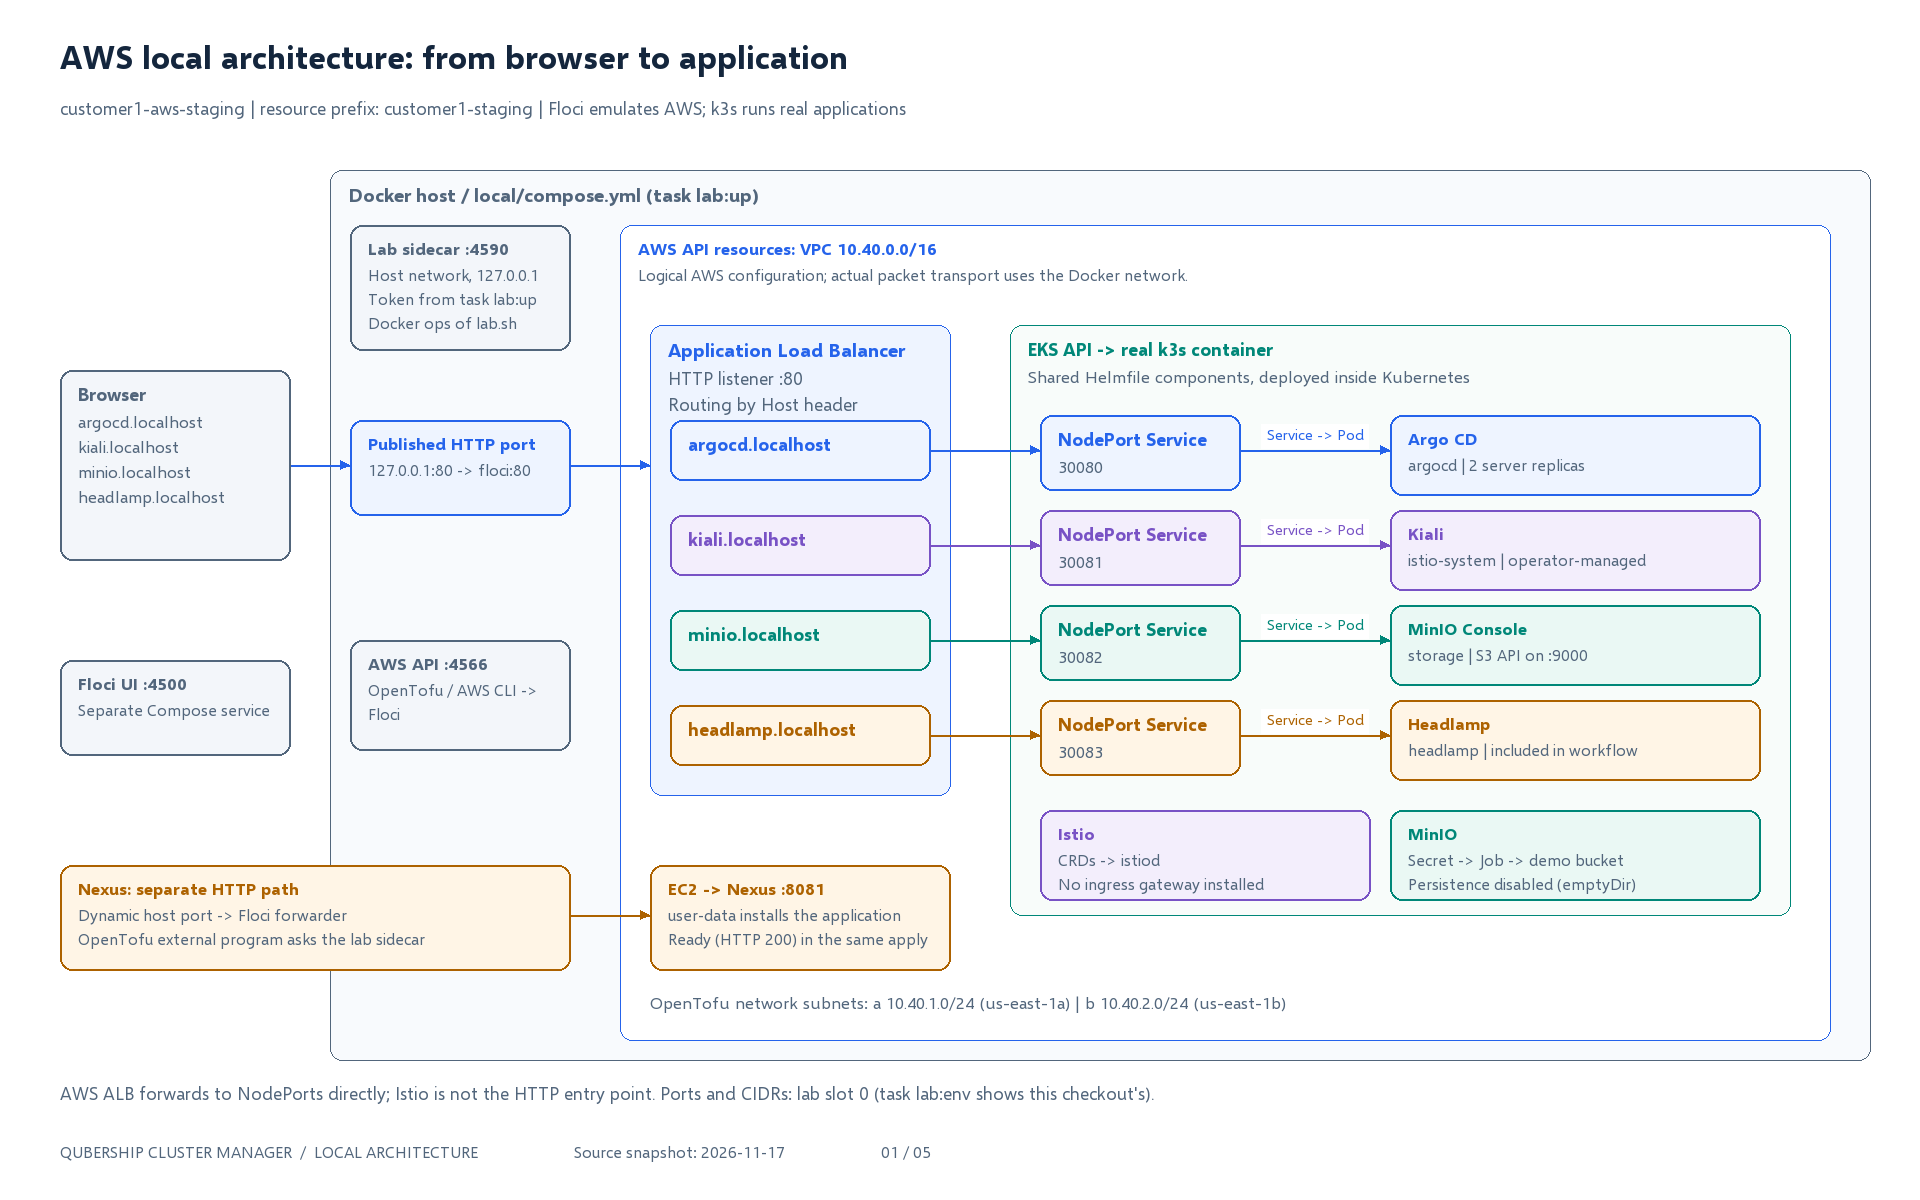 AWS local architecture: from browser to application
customer1-aws-staging | resource prefix: customer1-staging | Floci emulates AWS; k3s runs real applications
Docker host / local/compose.yml (task lab:up)
Lab sidecar :4590
Host network, 127.0.0.1
Token from task lab:up
Docker ops of lab.sh
AWS API resources: VPC 10.40.0.0/16
Logical AWS configuration; actual packet transport uses the Docker network.
Browser
argocd.localhost
kiali.localhost
minio.localhost
headlamp.localhost
Published HTTP port
127.0.0.1:80 -> floci:80
Application Load Balancer
HTTP listener :80
Routing by Host header
argocd.localhost
kiali.localhost
minio.localhost
headlamp.localhost
EKS API -> real k3s container
Shared Helmfile components, deployed inside Kubernetes
NodePort Service
30080
Service -> Pod
Argo CD
argocd | 2 server replicas
NodePort Service
30081
Service -> Pod
Kiali
istio-system | operator-managed
NodePort Service
30082
Service -> Pod
MinIO Console
storage | S3 API on :9000
NodePort Service
30083
Service -> Pod
Headlamp
headlamp | included in workflow
Istio
CRDs -> istiod
No ingress gateway installed
MinIO
Secret -> Job -> demo bucket
Persistence disabled (emptyDir)
Floci UI :4500
Separate Compose service
AWS API :4566
OpenTofu / AWS CLI ->
Floci
Nexus: separate HTTP path
Dynamic host port -> Floci forwarder
OpenTofu external program asks the lab sidecar
EC2 -> Nexus :8081
user-data installs the application
Ready (HTTP 200) in the same apply
OpenTofu network subnets: a 10.40.1.0/24 (us-east-1a) | b 10.40.2.0/24 (us-east-1b)
AWS ALB forwards to NodePorts directly; Istio is not the HTTP entry point. Ports and CIDRs: lab slot 0 (task lab:env shows this checkout's).
QUBERSHIP CLUSTER MANAGER / LOCAL ARCHITECTURE
Source snapshot: 2026-11-17
01 / 05